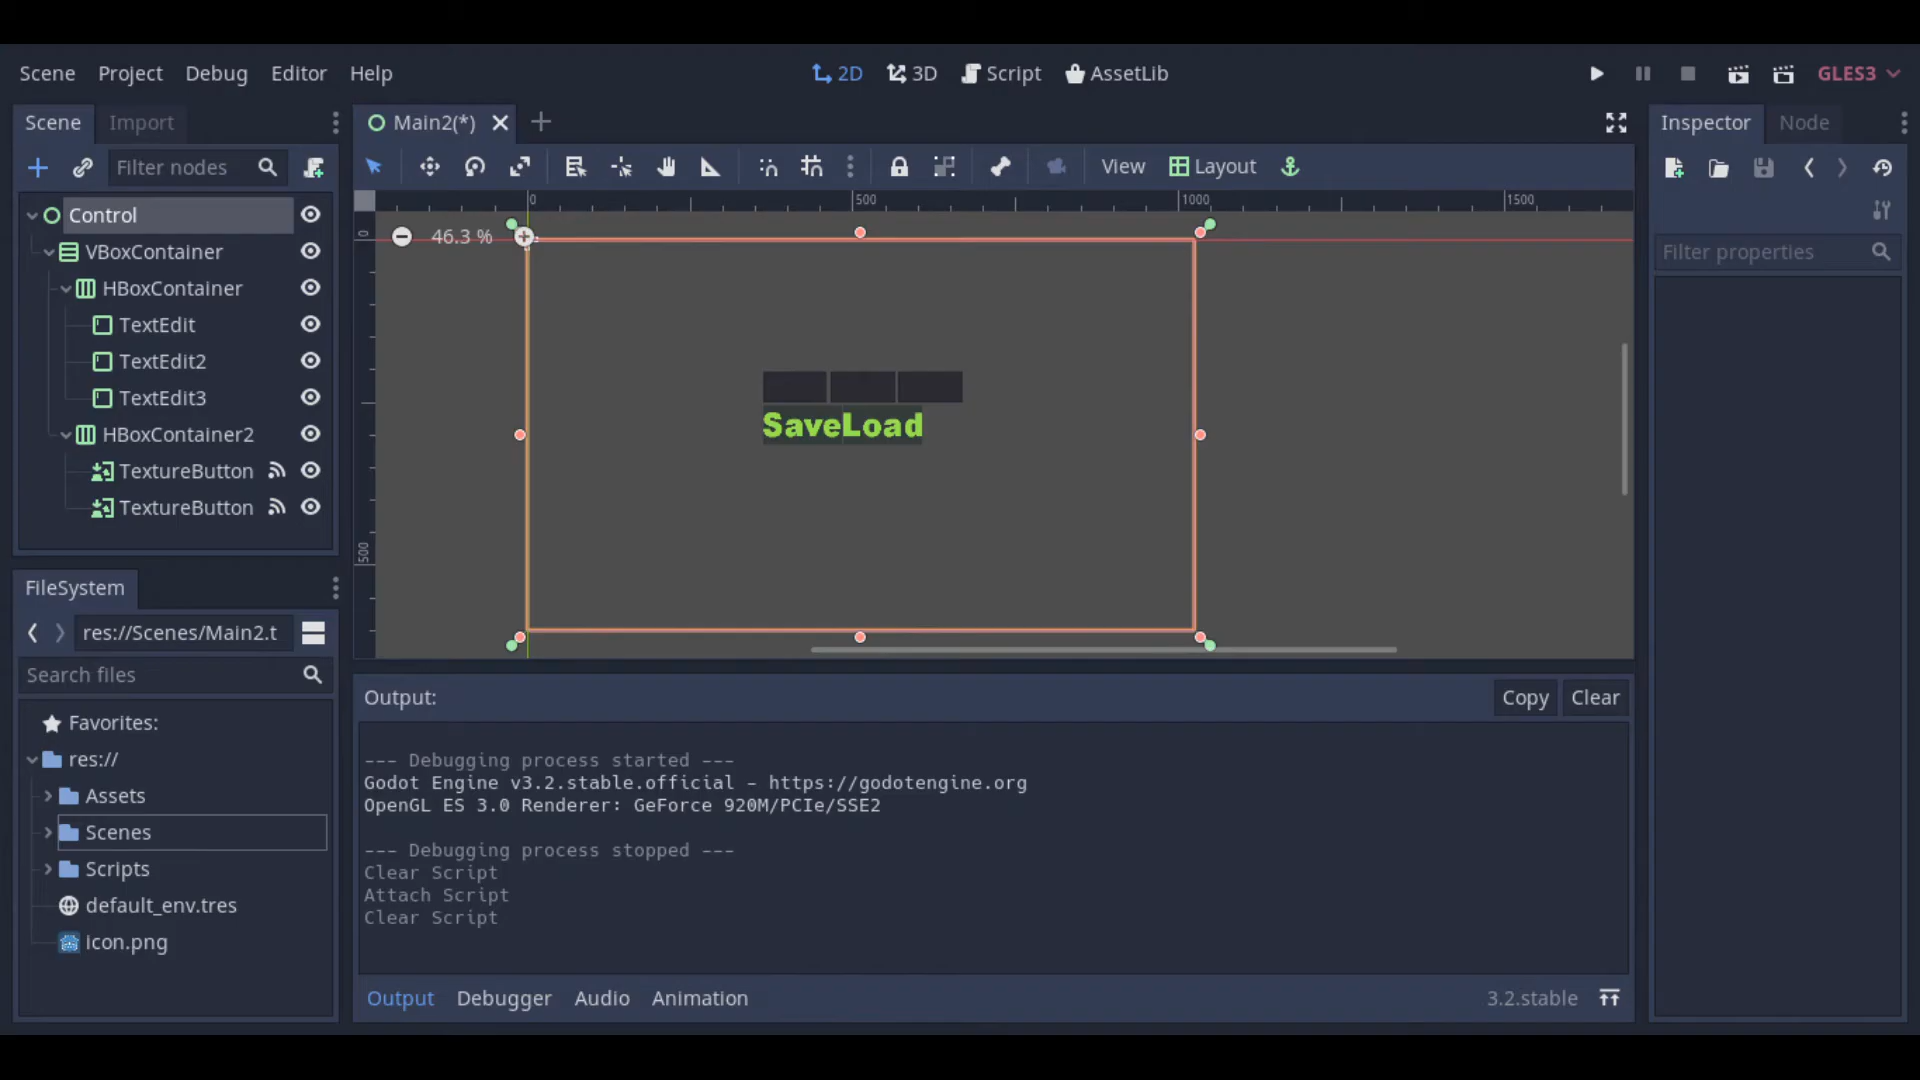 Scene Project Debug Editor Help
2D 3D Script AssetLib
GLES3
Scene Import
Main2(*)
Inspector Node
Filter nodes
View Layout
Control
VBoxContainer
HBoxContainer
TextEdit
TextEdit2
TextEdit3
HBoxContainer2
TextureButton
TextureButton
0 500 1000 1500
0
500
46.3 %
SaveLoad
Filter properties
FileSystem
res://Scenes/Main2.t
Search files
Favorites:
res://
Assets
Scenes
Scripts
default_env.tres
icon.png
Output:
Copy Clear
--- Debugging process started ---
Godot Engine v3.2.stable.official - https://godotengine.org
OpenGL ES 3.0 Renderer: GeForce 920M/PCIe/SSE2
--- Debugging process stopped ---
Clear Script
Attach Script
Clear Script
Output Debugger Audio Animation
3.2.stable